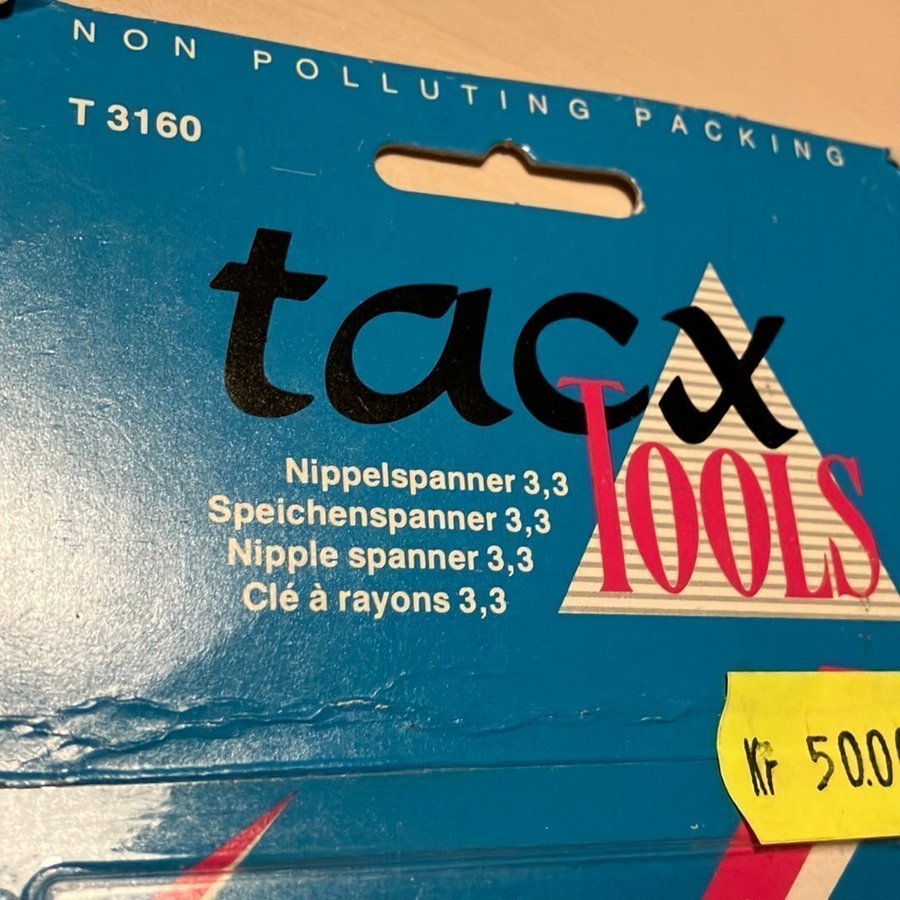 NON POLLUTING PACKING
T 3160
tacx
TOOLS
Nippelspanner 3,3
Speichenspanner 3,3
Nipple spanner 3,3
Clé à rayons 3,3
Kr 50.00